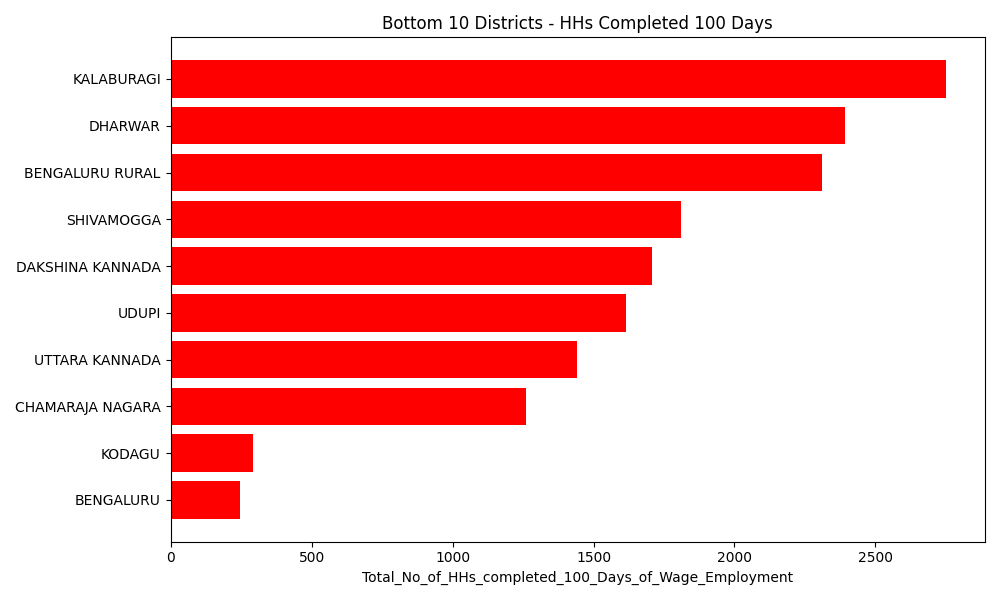 Bottom 10 Districts - HHs Completed 100 Days
KALABURAGI
DHARWAR
BENGALURU RURAL
SHIVAMOGGA
DAKSHINA KANNADA
UDUPI
UTTARA KANNADA
CHAMARAJA NAGARA
KODAGU
BENGALURU
0 500 1000 1500 2000 2500
Total_No_of_HHs_completed_100_Days_of_Wage_Employment